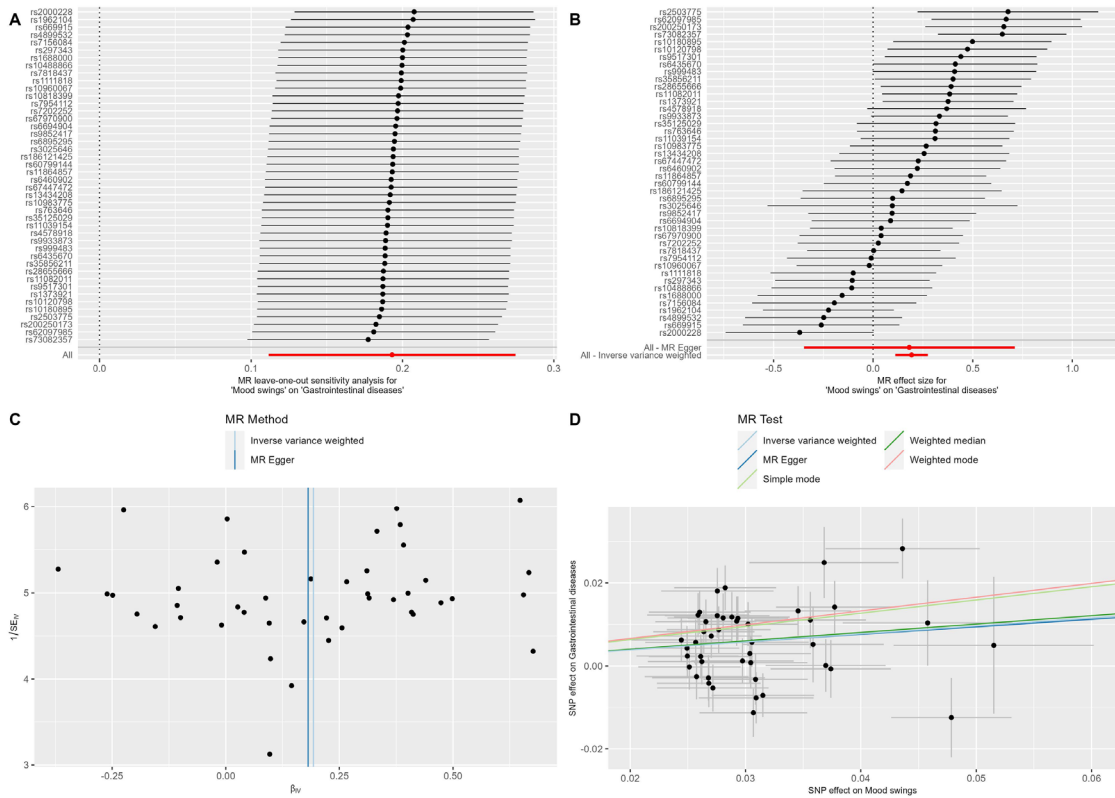 A
rs2000228
rs1962104
rs669915
rs4899532
rs7156084
rs297343
rs1688000
rs10488866
rs7818437
rs1111818
rs10960067
rs10818399
rs7954112
rs7202252
rs67970900
rs6694904
rs9852417
rs6895295
rs3025646
rs186121425
rs60799144
rs11864857
rs6460902
rs67447472
rs13434208
rs10983775
rs763646
rs35125029
rs11039154
rs4578918
rs9933873
rs999483
rs6435670
rs35856211
rs28655666
rs11082011
rs9517301
rs1373921
rs10120798
rs10180895
rs2503775
rs200250173
rs62097985
rs73082357
All
0.0
0.1
0.2
MR leave-one-out sensitivity analysis for
'Mood swings' on 'Gastrointestinal diseases'
B
rs2503775
rs62097985
rs200250173
rs73082357
rs10180895
rs10120798
rs9517301
rs6435670
rs999483
rs35856211
rs28655666
rs11082011
rs1373921
rs4578918
rs9933873
rs35125029
rs763646
rs11039154
rs10983775
rs13434208
rs67447472
rs6460902
rs11864857
rs60799144
rs186121425
rs6895295
rs3025646
rs9852417
rs6694904
rs10818399
rs67970900
rs7202252
rs7818437
rs7954112
rs10960067
rs1111818
rs297343
rs10488866
rs1688000
rs7156084
rs1962104
rs4899532
rs669915
rs2000228
All - MR Egger
All - Inverse variance weighted
-0.5
0.0
0.5
1.0
MR effect size for
'Mood swings' on 'Gastrointestinal diseases'
C
MR Method
Inverse variance weighted
MR Egger
6
5
4
3
1/SE_IV
-0.25
0.00
0.25
0.50
β_IV
D
MR Test
Inverse variance weighted
MR Egger
Simple mode
Weighted median
Weighted mode
SNP effect on Gastrointestinal diseases
0.02
0.00
-0.02
0.02
0.03
0.04
0.05
0.06
SNP effect on Mood swings